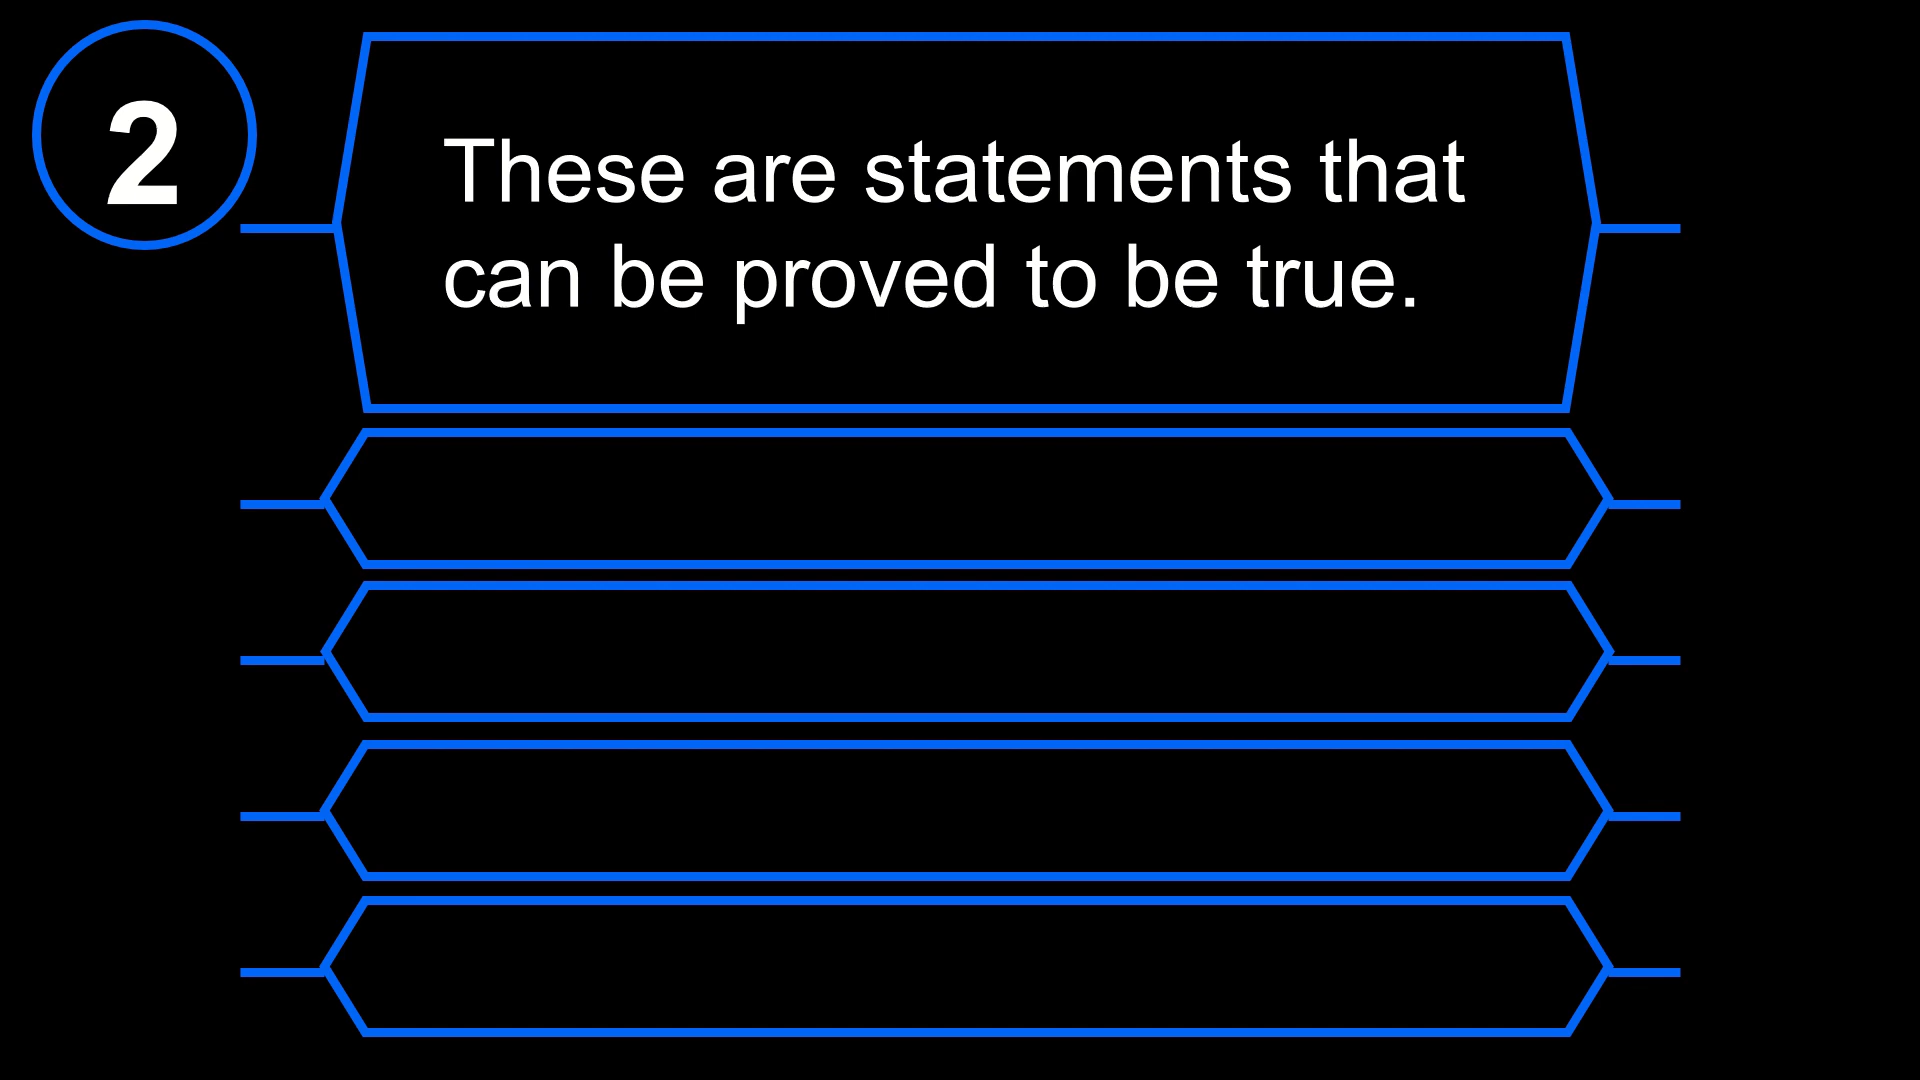 2
These are statements that
can be proved to be true.